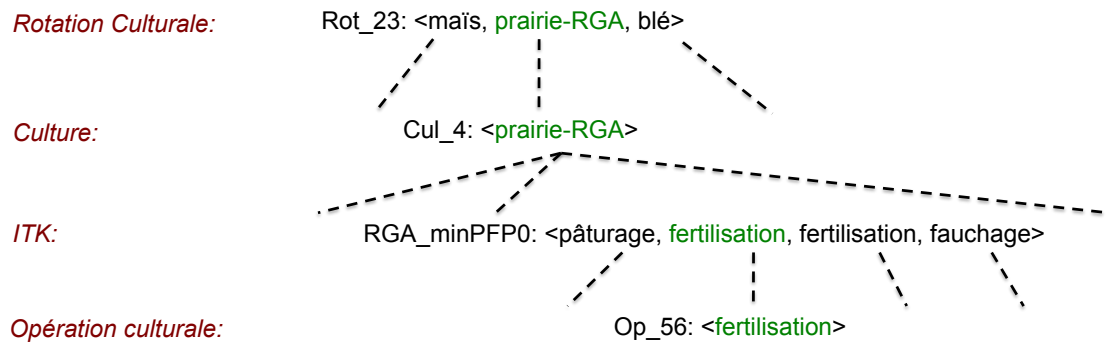 Rotation Culturale: Rot_23: <maïs, prairie-RGA, blé>
Culture: Cul_4: <prairie-RGA>
ITK: RGA_minPFP0: <pâturage, fertilisation, fertilisation, fauchage>
Opération culturale: Op_56: <fertilisation>